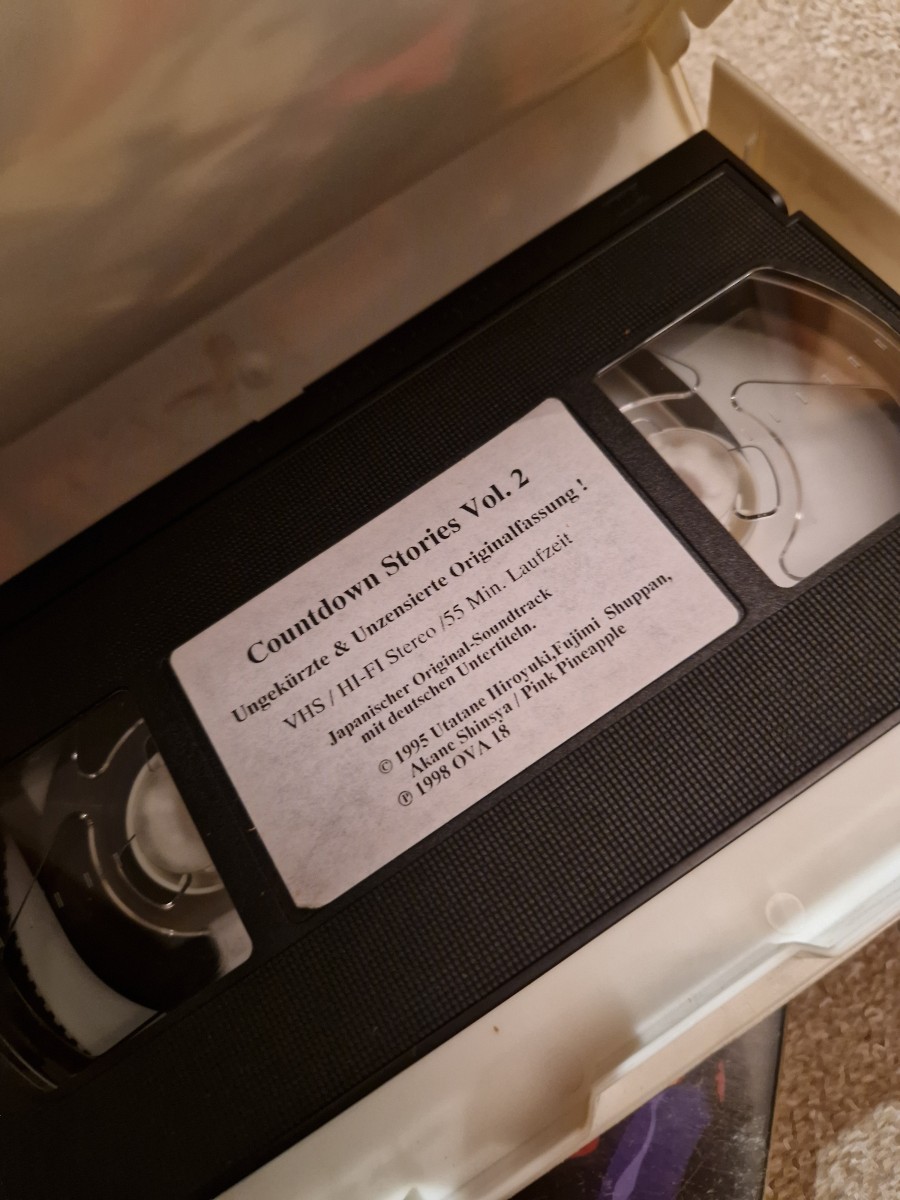 Countdown Stories Vol. 2
Ungekürzte & Unzensierte Originalfassung !
VHS / HI-FI Stereo /55 Min. Laufzeit
Japanischer Original-Soundtrack
mit deutschen Untertiteln.
© 1995 Utatane Hiroyuki,Fujimi Shuppan,
Akane Shinsya / Pink Pineapple
℗ 1998 OVA 18